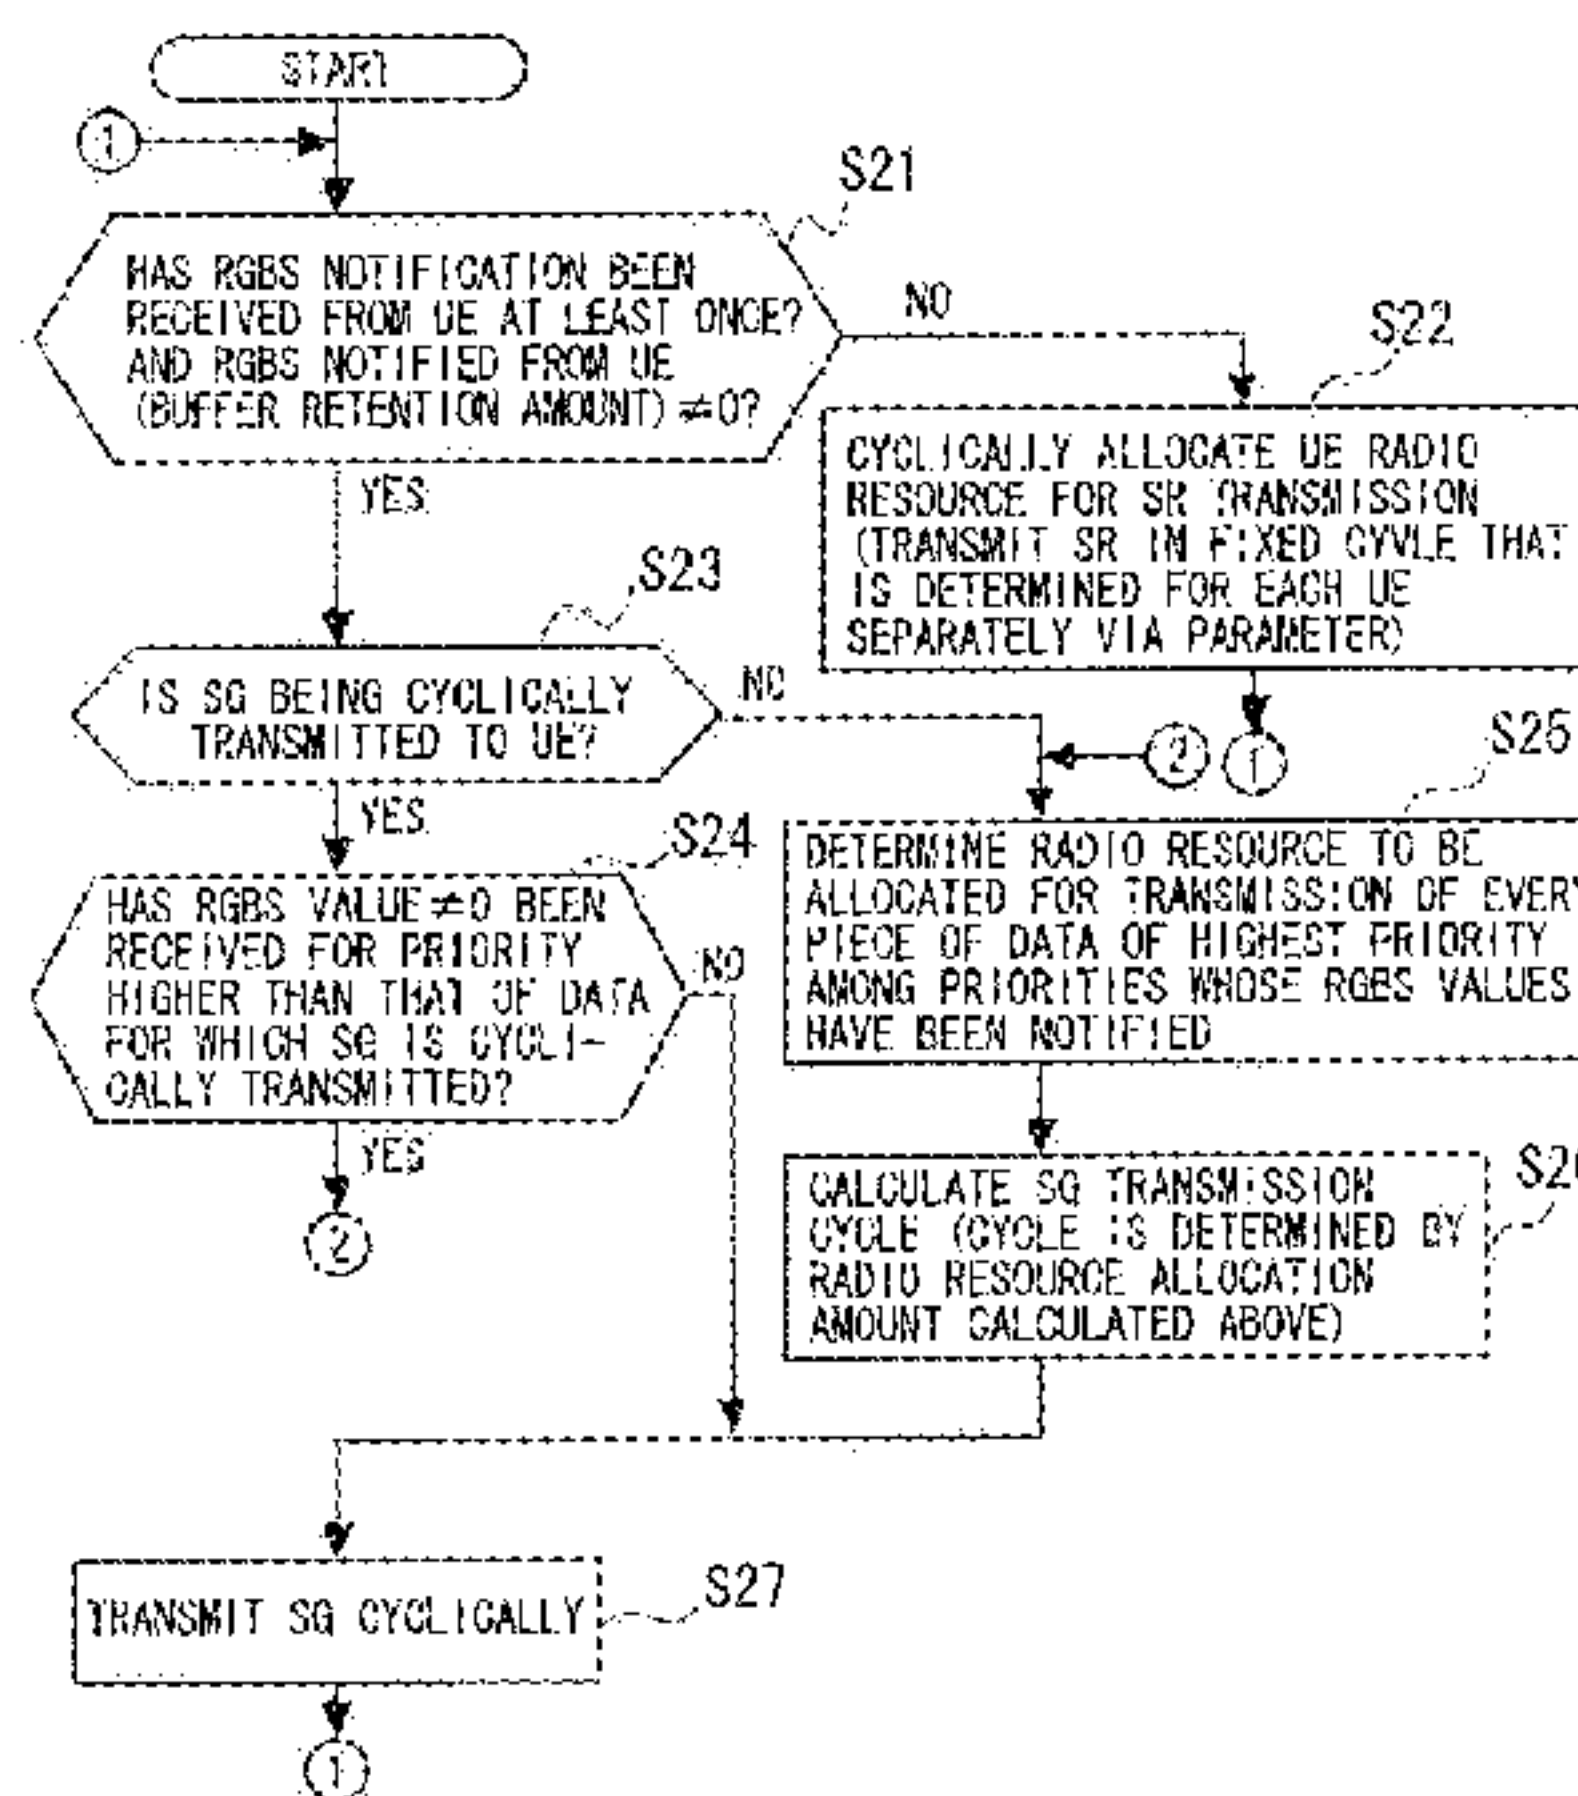 START
1
S21
HAS RGBS NOTIFICATION BEEN
RECEIVED FROM UE AT LEAST ONCE?
AND RGBS NOTIFIED FROM UE
(BUFFER RETENTION AMOUNT)≠0?
NO
YES
S22
CYCLICALLY ALLOCATE UE RADIO
RESOURCE FOR SR TRANSMISSION
(TRANSMIT SR IN FIXED CYVLE THAT
IS DETERMINED FOR EACH UE
SEPARATELY VIA PARAMETER)
1
S23
IS SG BEING CYCLICALLY
TRANSMITTED TO UE?
NO
YES
2
S24
HAS RGBS VALUE≠0 BEEN
RECEIVED FOR PRIORITY
HIGHER THAN THAT OF DATA
FOR WHICH SG IS CYCLI-
CALLY TRANSMITTED?
NO
YES
2
S25
DETERMINE RADIO RESOURCE TO BE
ALLOCATED FOR TRANSMISSION OF EVERY
PIECE OF DATA OF HIGHEST PRIORITY
AMONG PRIORITIES WHOSE RGBS VALUES
HAVE BEEN NOTIFIED
CALCULATE SG TRANSMISSION
CYCLE (CYCLE IS DETERMINED BY
RADIO RESOURCE ALLOCATION
AMOUNT CALCULATED ABOVE)
TRANSMIT SG CYCLICALLY
S27
1